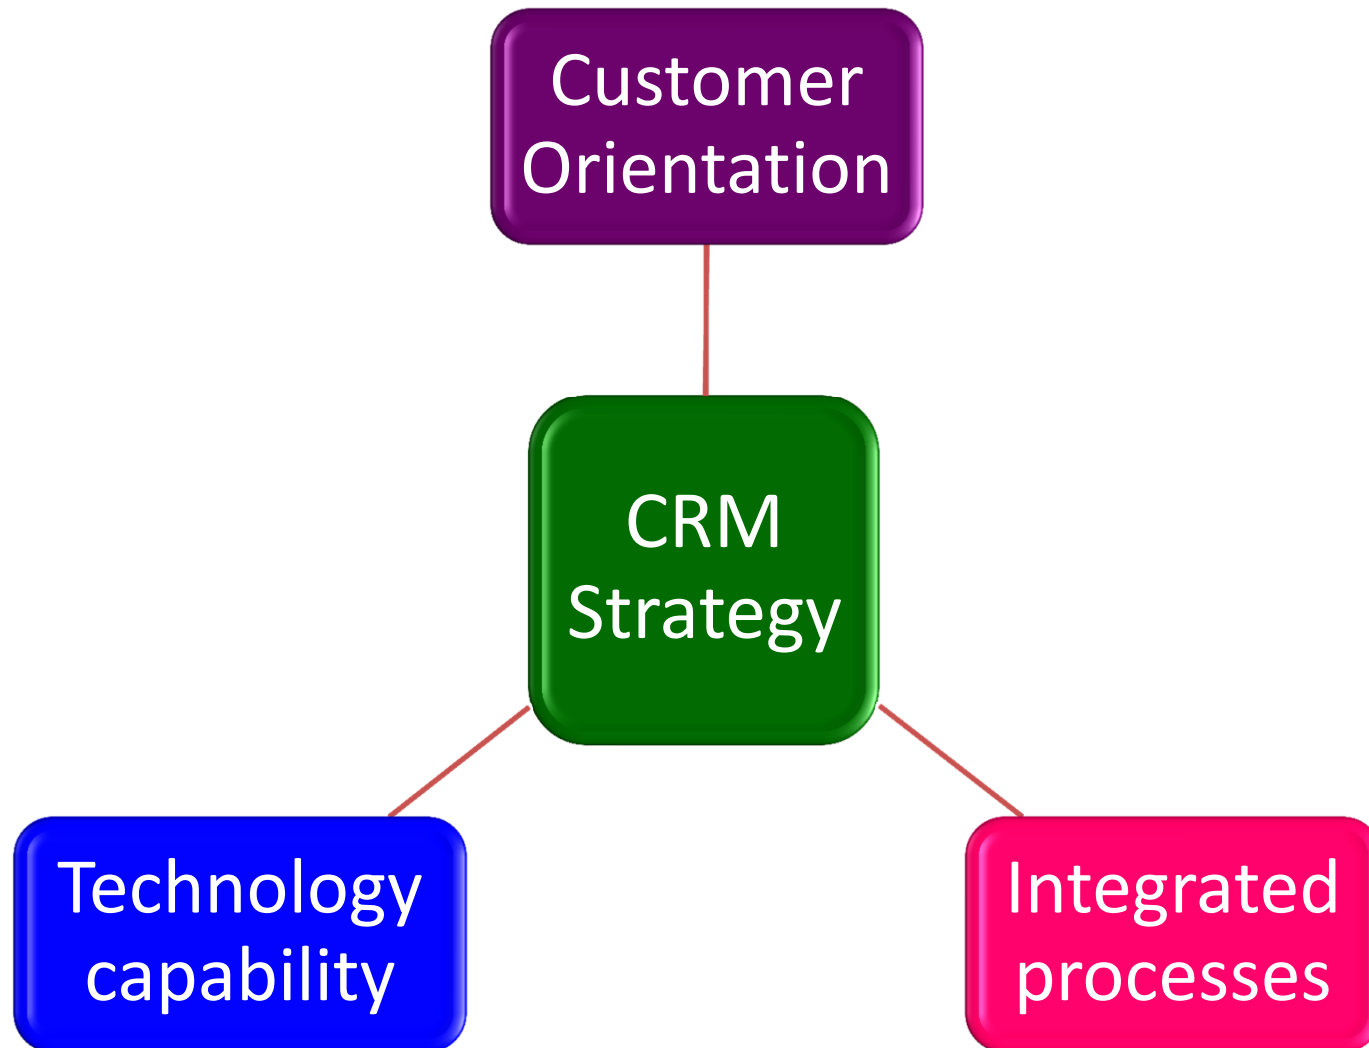 Customer
Orientation
CRM
Strategy
Technology
capability
Integrated
processes